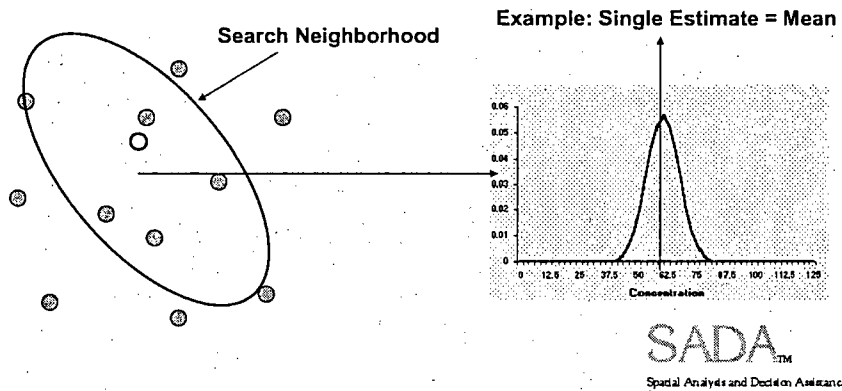 Example: Single Estimate = Mean
Search Neighborhood
0.06
0.05
0.04
0.03
0.02
0.01
0
0 12.5 25 37.5 50 62.5 75 87.5 100 112.5 125
Concentration
SADA™
Spatial Analysis and Decision Assistanc